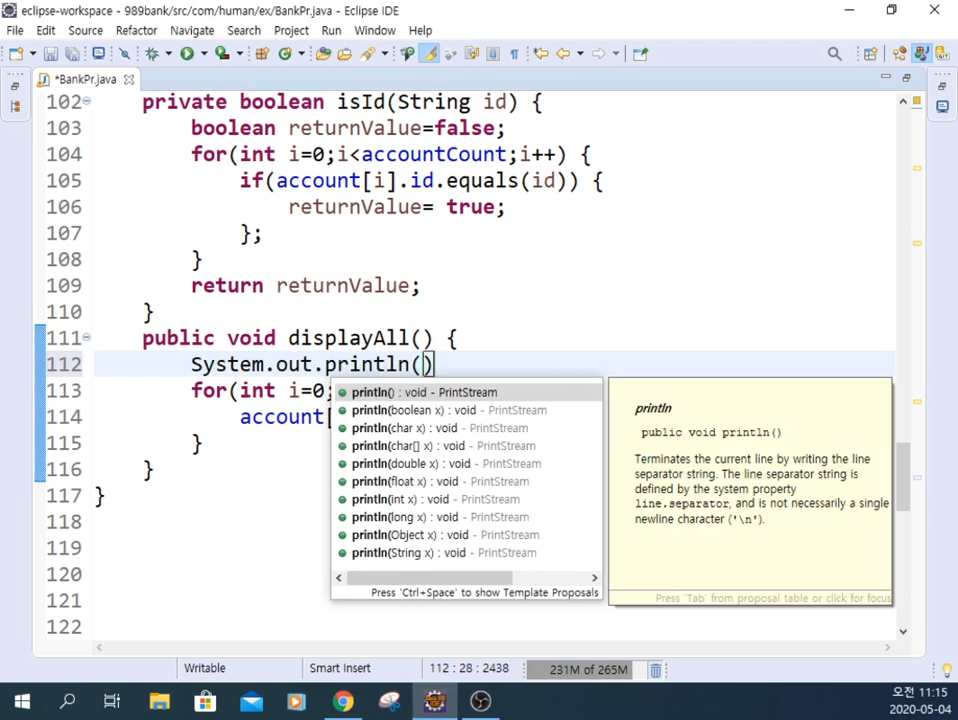 eclipse-workspace - 989bank/src/com/human/ex/BankPr.java - Eclipse IDE
File Edit Source Refactor Navigate Search Project Run Window Help
*BankPr.java
102 private boolean isId(String id) {
103 boolean returnValue=false;
104 for(int i=0;i<accountCount;i++) {
105 if(account[i].id.equals(id)) {
106 returnValue= true;
107 };
108 }
109 return returnValue;
110 }
111 public void displayAll() {
112 System.out.println()
113 for(int i=0;
114 account[
115 }
116 }
117 }
118
119
120
121
122
println() : void - PrintStream
println(boolean x) : void - PrintStream
println(char x) : void - PrintStream
println(char[] x) : void - PrintStream
println(double x) : void - PrintStream
println(float x) : void - PrintStream
println(int x) : void - PrintStream
println(long x) : void - PrintStream
println(Object x) : void - PrintStream
println(String x) : void - PrintStream
Press 'Ctrl+Space' to show Template Proposals
println
public void println()
Terminates the current line by writing the line
separator string. The line separator string is
defined by the system property
line.separator, and is not necessarily a single
newline character ('\n').
Press 'Tab' from proposal table or click for focus
Writable Smart Insert 112 : 28 : 2438 231M of 265M
오전 11:15
2020-05-04